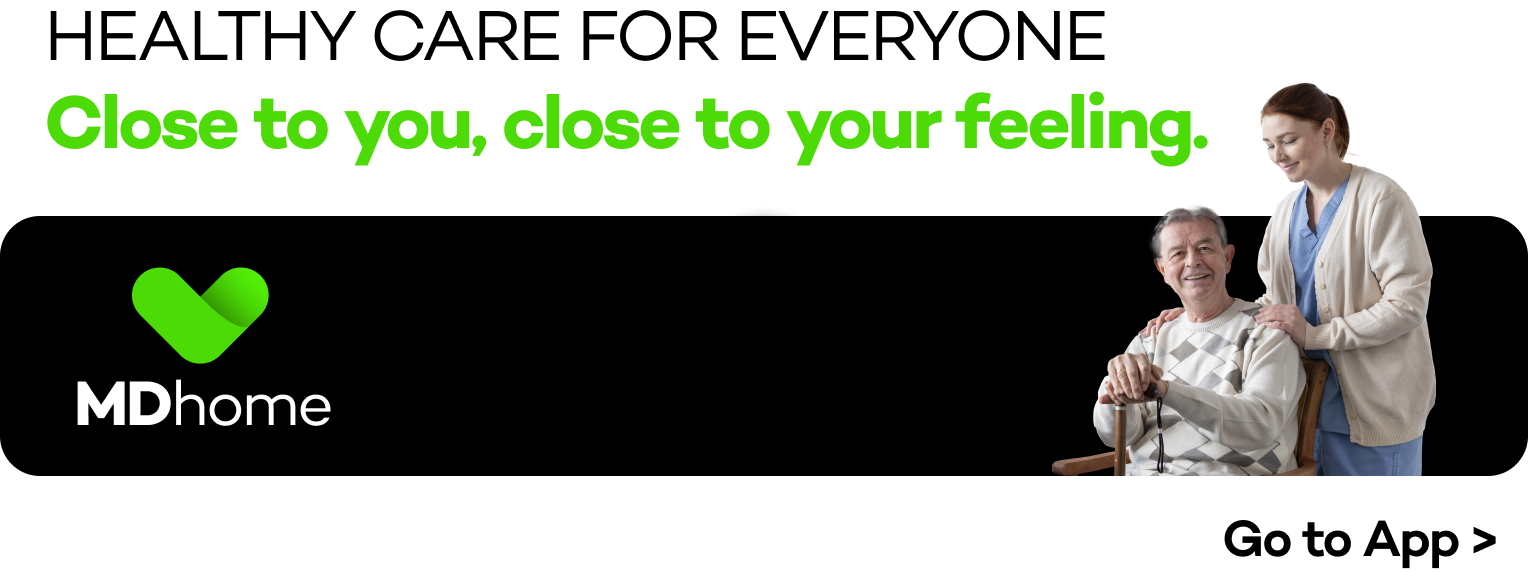 HEALTHY CARE FOR EVERYONE
Close to you, close to your feeling.
MDhome
Go to App >